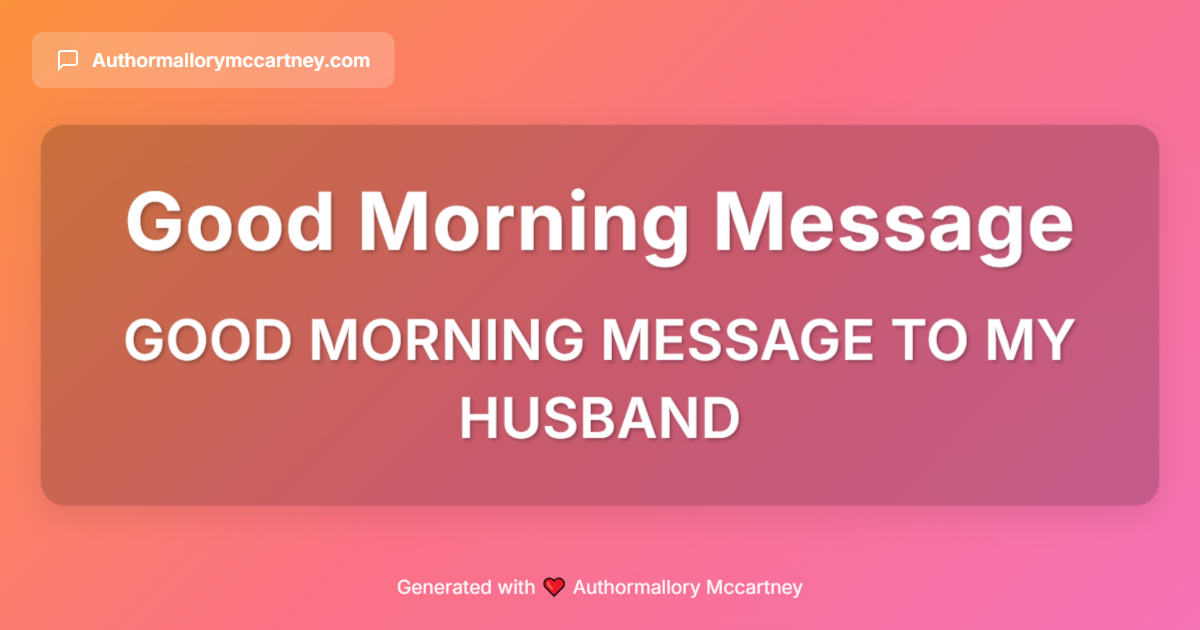 Authormallorymccartney.com
Good Morning Message
GOOD MORNING MESSAGE TO MY
HUSBAND
Generated with ❤️ Authormallory Mccartney